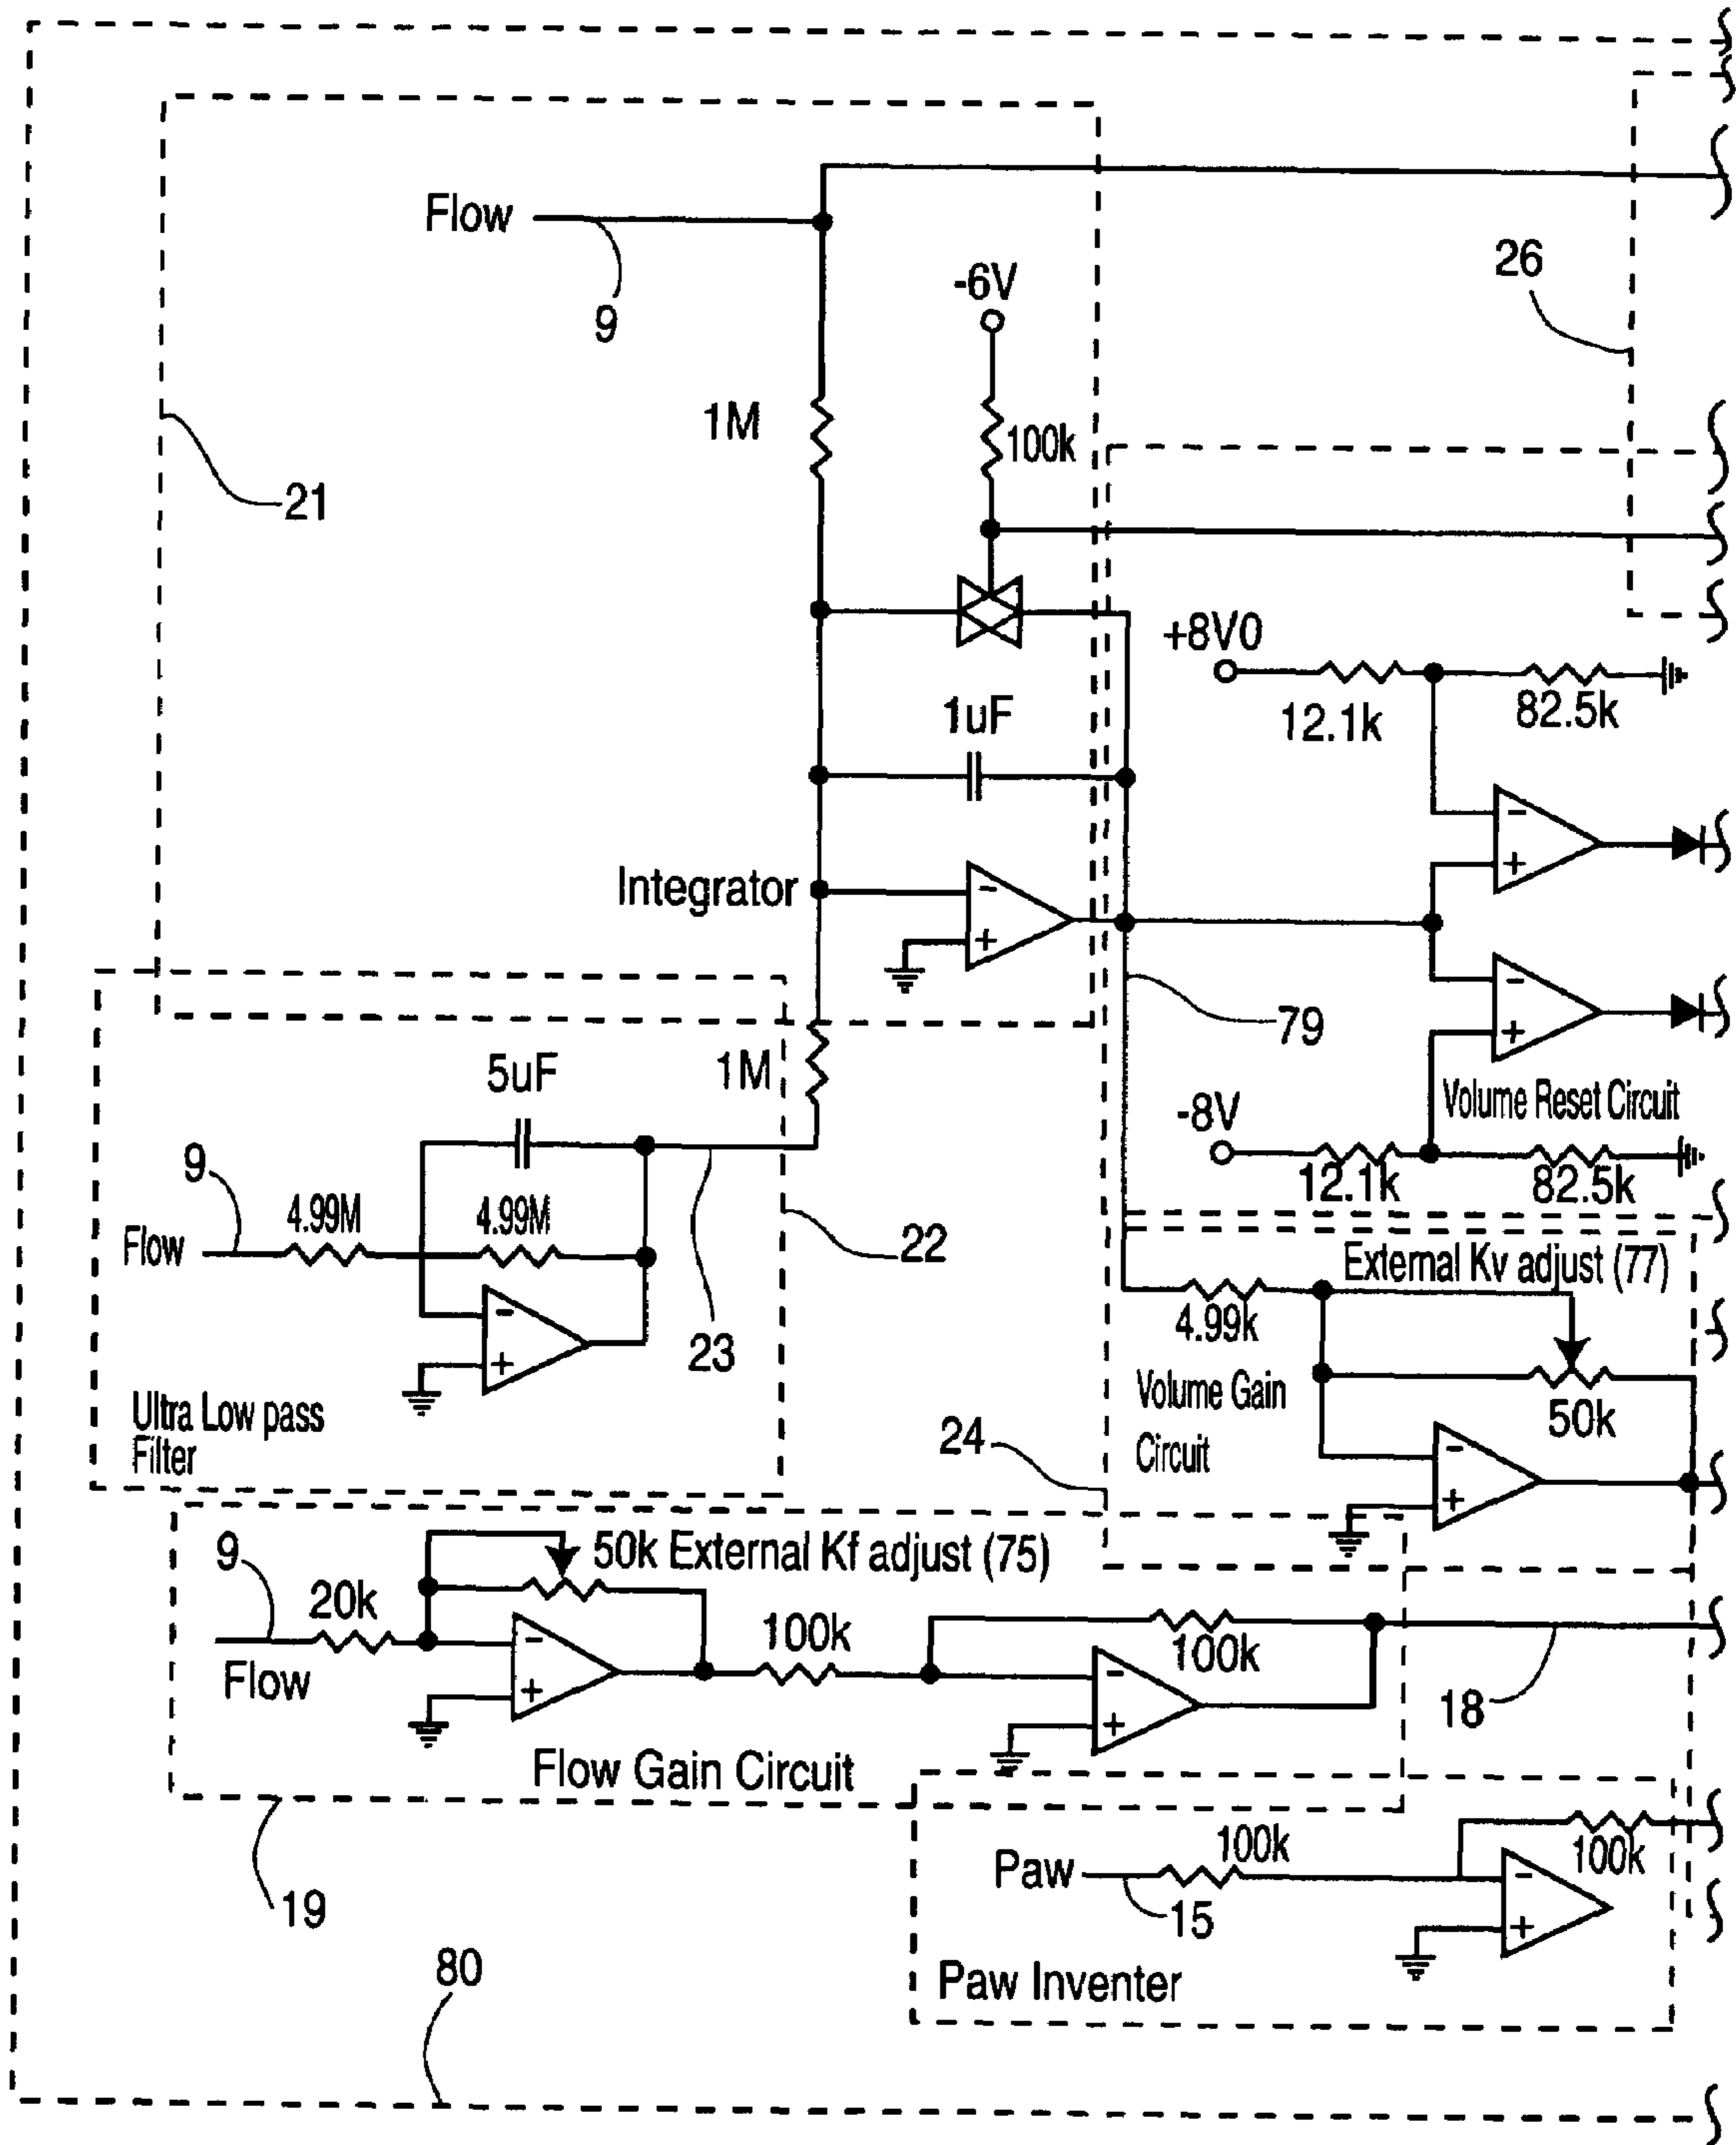 Flow
9
26
-6V
1M
100k
21
+8V0
12.1k
82.5k
1uF
-
+
Integrator
-
+
-
+
79
5uF
1M
Volume Reset Circuit
-8V
12.1k
82.5k
9
4.99M
4.99M
Flow
22
External Kv adjust (77)
4.99k
-
+
23
50k
Volume Gain
Circuit
24
-
+
Ultra Low pass
Filter
9
50k External Kf adjust (75)
20k
Flow
-
+
100k
100k
-
+
18
Flow Gain Circuit
Paw
100k
100k
15
-
+
19
80
Paw Inventer